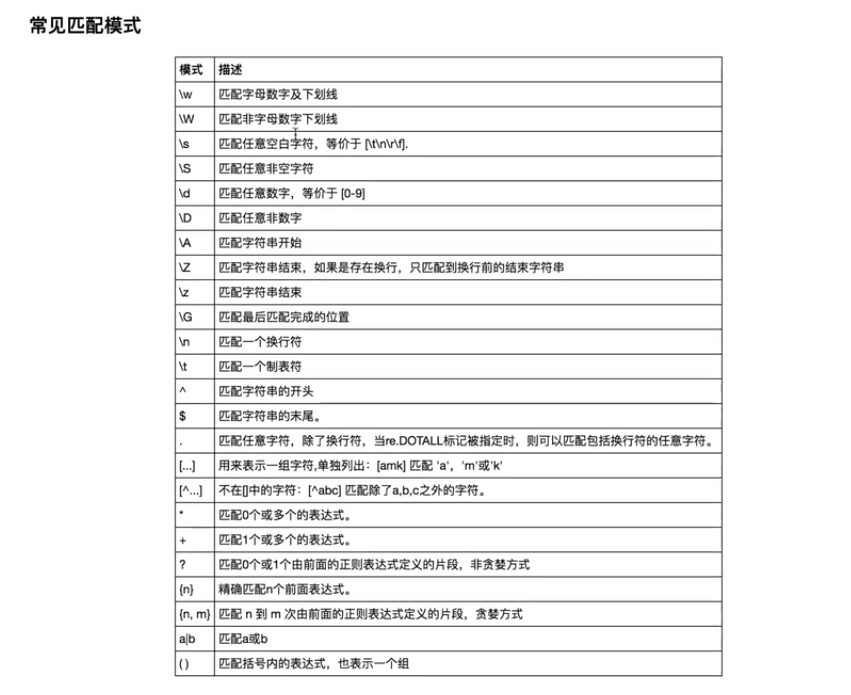 常见匹配模式
模式 描述
\w 匹配字母数字及下划线
\W 匹配非字母数字下划线
\s 匹配任意空白字符，等价于 [\t\n\r\f].
\S 匹配任意非空字符
\d 匹配任意数字，等价于 [0-9]
\D 匹配任意非数字
\A 匹配字符串开始
\Z 匹配字符串结束，如果是存在换行，只匹配到换行前的结束字符串
\z 匹配字符串结束
\G 匹配最后匹配完成的位置
\n 匹配一个换行符
\t 匹配一个制表符
^ 匹配字符串的开头
$ 匹配字符串的末尾。
. 匹配任意字符，除了换行符，当re.DOTALL标记被指定时，则可以匹配包括换行符的任意字符。
[...] 用来表示一组字符,单独列出：[amk] 匹配 'a'，'m'或'k'
[^...] 不在[]中的字符：[^abc] 匹配除了a,b,c之外的字符。
* 匹配0个或多个的表达式。
+ 匹配1个或多个的表达式。
? 匹配0个或1个由前面的正则表达式定义的片段，非贪婪方式
{n} 精确匹配n个前面表达式。
{n, m} 匹配 n 到 m 次由前面的正则表达式定义的片段，贪婪方式
a|b 匹配a或b
( ) 匹配括号内的表达式，也表示一个组